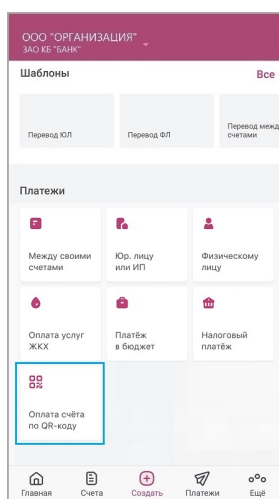 ООО "ОРГАНИЗАЦИЯ"
ЗАО КБ "БАНК"
Шаблоны Все
Перевод ЮЛ
Перевод ФЛ
Перевод межд
счетами
Платежи
Между своими
счетами
Юр. лицу
или ИП
Физическому
лицу
Оплата услуг
ЖКХ
Платёж
в бюджет
Налоговый
платёж
Оплата счёта
по QR-коду
Главная Счета Создать Платежи Ещё